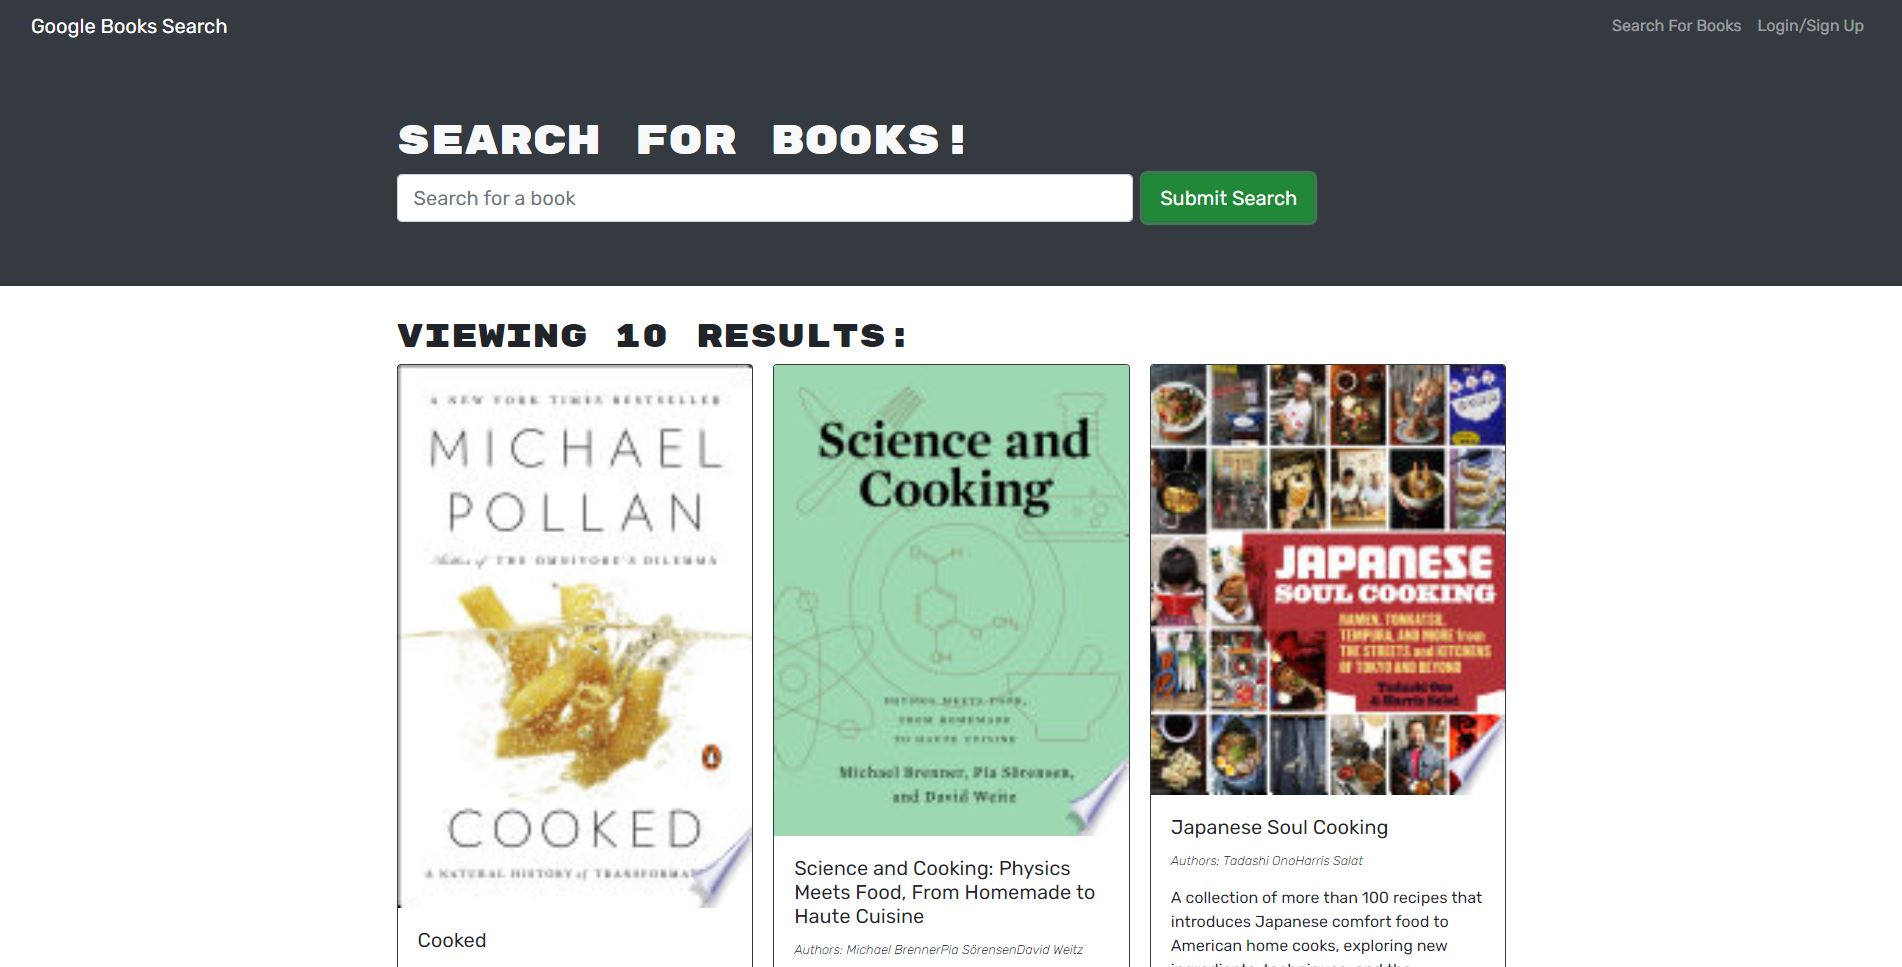 Google Books Search
Search For Books
Login/Sign Up
SEARCH FOR BOOKS!
Search for a book
Submit Search
VIEWING 10 RESULTS:
A NEW YORK TIMES BESTSELLER
MICHAEL
POLLAN
Author of THE OMNIVORE'S DILEMMA
COOKED
A NATURAL HISTORY of
Cooked
Science and
Cooking
O
H
O
CH₃
OH
PHYSICS MEETS FOOD,
FROM HOMEMADE
TO HAUTE CUISINE
Michael Brenner, Pia Sörensen,
and David Weitz
Science and Cooking: Physics
Meets Food, From Homemade to
Haute Cuisine
Authors: Michael BrennerPia SörensenDavid Weitz
JAPANESE
SOUL COOKING
RAMEN, TONKATSU,
TEMPURA, AND MORE from
THE STREETS and KITCHENS
OF TOKYO AND BEYOND
Tadashi Ono
& Harris Salat
Japanese Soul Cooking
Authors: Tadashi OnoHarris Salat
A collection of more than 100 recipes that
introduces Japanese comfort food to
American home cooks, exploring new